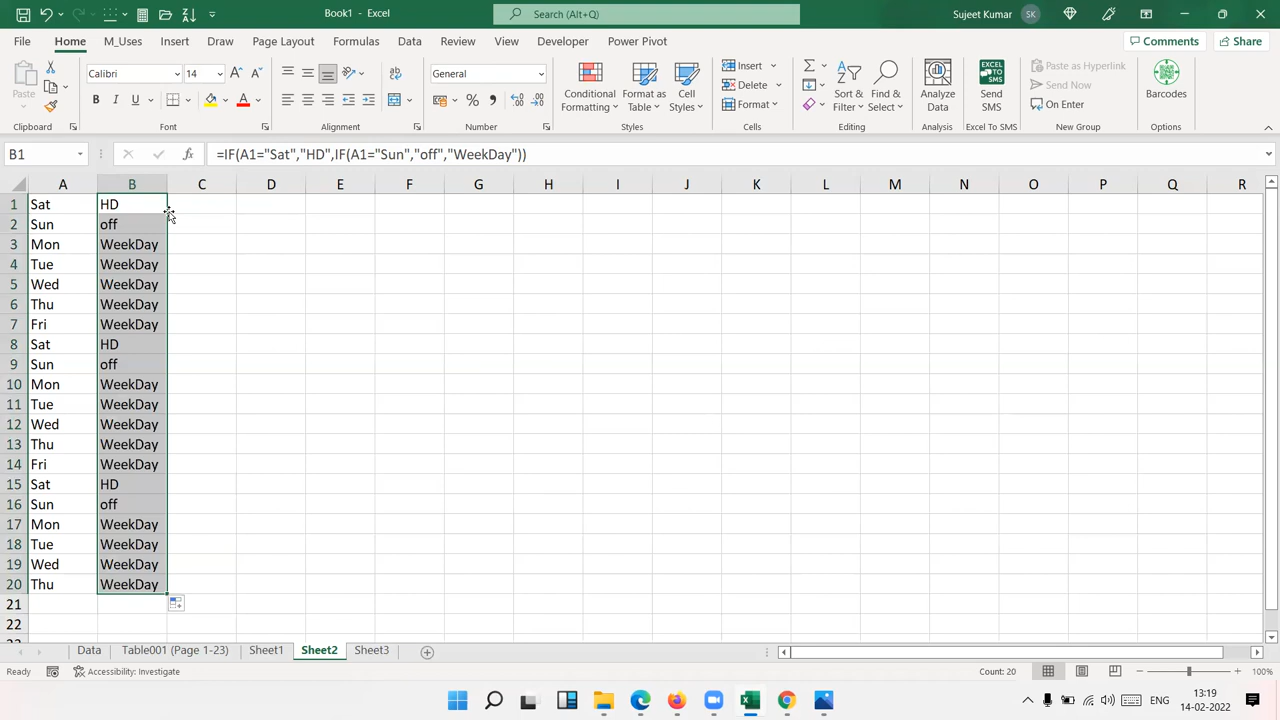 Book1 - Excel
Search (Alt+Q)
Sujeet Kumar
SK
File Home M_Uses Insert Draw Page Layout Formulas Data Review View Developer Power Pivot
Comments Share
Paste
Calibri 14
B I U
General
Conditional Formatting
Format as Table
Cell Styles
Insert
Delete
Format
Sort & Filter
Find & Select
Analyze Data
EXCEL TO SMS
Send SMS
Paste as Hyperlink
Send Now
On Enter
Barcodes
Clipboard Font Alignment Number Styles Cells Editing Analysis Excel To SMS New Group Options
B1
fx
=IF(A1="Sat","HD",IF(A1="Sun","off","WeekDay"))
A B C D E F G H I J K L M N O P Q R
1 Sat HD
2 Sun off
3 Mon WeekDay
4 Tue WeekDay
5 Wed WeekDay
6 Thu WeekDay
7 Fri WeekDay
8 Sat HD
9 Sun off
10 Mon WeekDay
11 Tue WeekDay
12 Wed WeekDay
13 Thu WeekDay
14 Fri WeekDay
15 Sat HD
16 Sun off
17 Mon WeekDay
18 Tue WeekDay
19 Wed WeekDay
20 Thu WeekDay
21
22
Data Table001 (Page 1-23) Sheet1 Sheet2 Sheet3
Ready Accessibility: Investigate
Count: 20
100%
ENG
13:19
14-02-2022